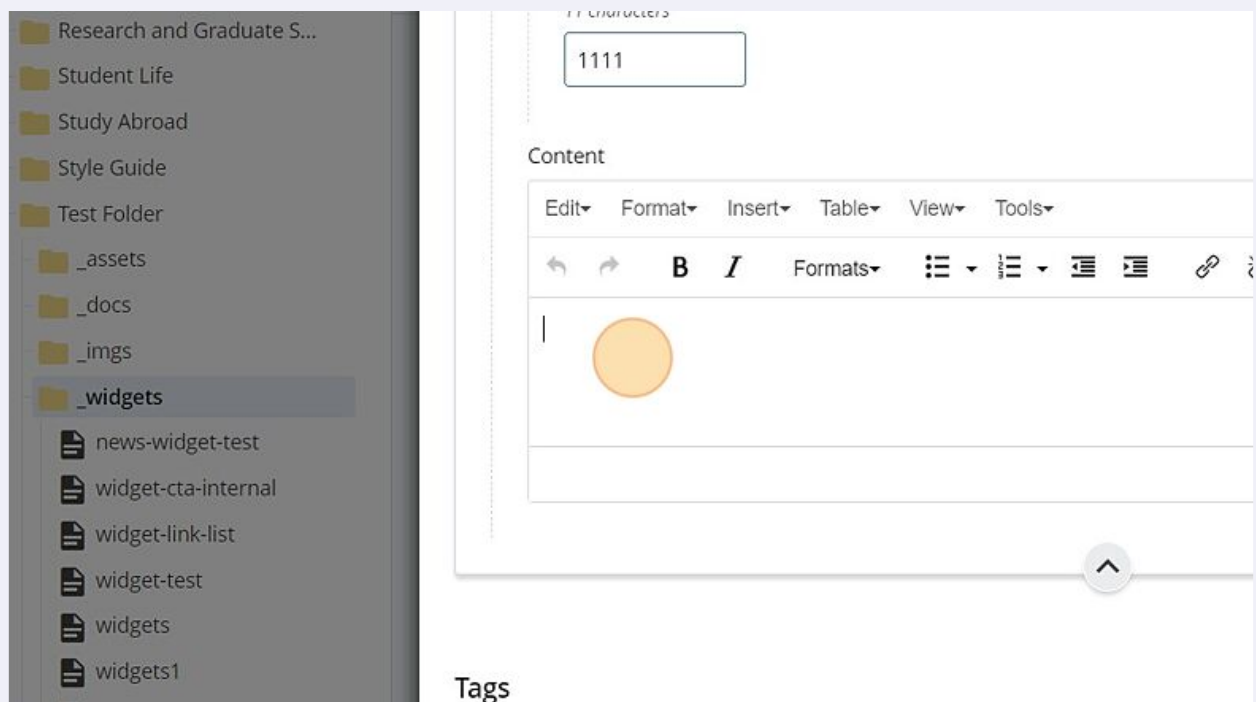 Research and Graduate S...
Student Life
Study Abroad
Style Guide
Test Folder
_assets
_docs
_imgs
_widgets
news-widget-test
widget-cta-internal
widget-link-list
widget-test
widgets
widgets1
characters
1111
Content
Edit Format Insert Table View Tools
B I Formats
Tags